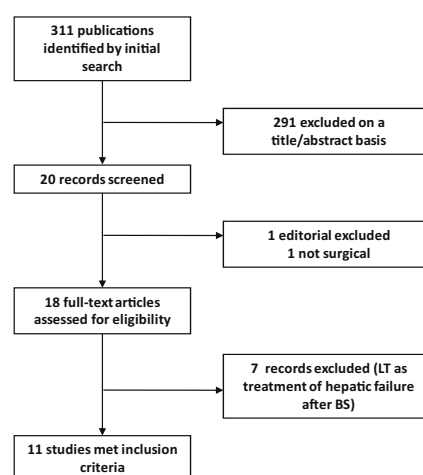 311 publications
identified by initial
search
291 excluded on a
title/abstract basis
20 records screened
1 editorial excluded
1 not surgical
18 full-text articles
assessed for eligibility
7 records excluded (LT as
treatment of hepatic failure
after BS)
11 studies met inclusion
criteria